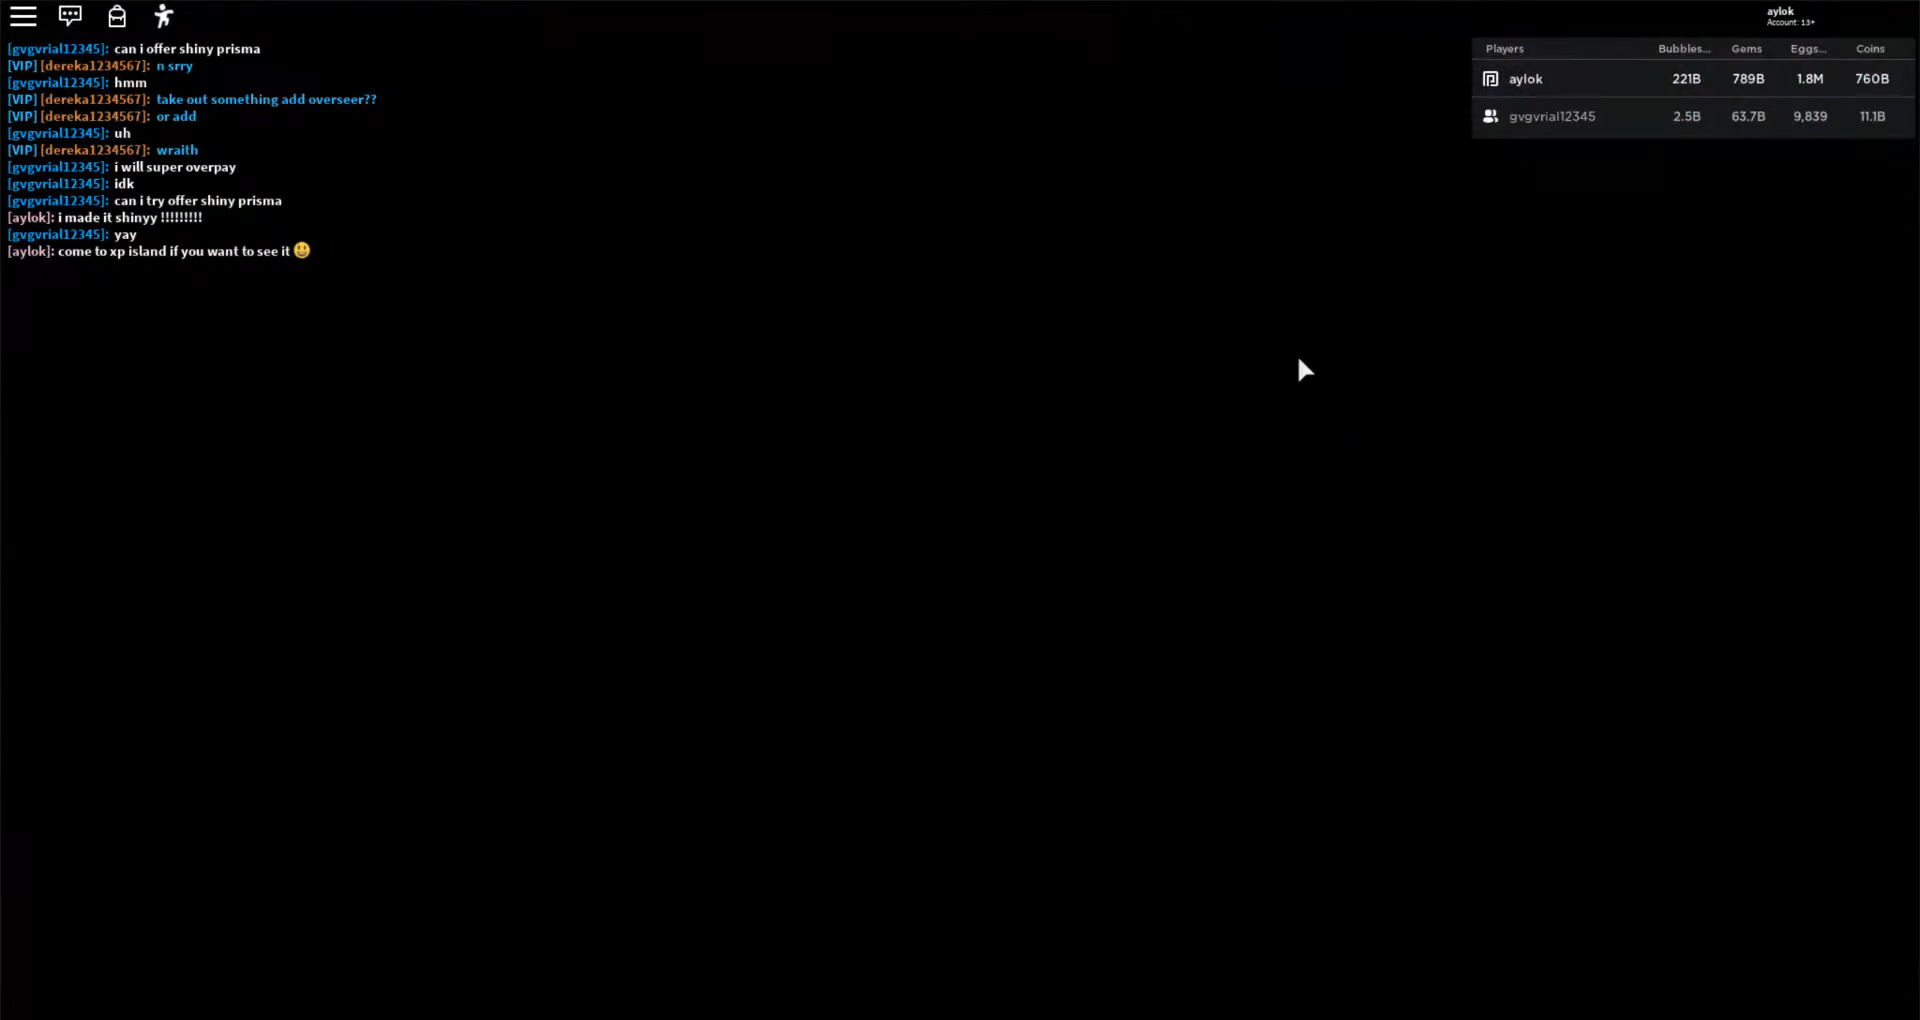 aylok
Account: 13+
[gvgvrial12345]: can i offer shiny prisma
[VIP] [dereka1234567]: n srry
[gvgvrial12345]: hmm
[VIP] [dereka1234567]: take out something add overseer??
[VIP] [dereka1234567]: or add
[gvgvrial12345]: uh
[VIP] [dereka1234567]: wraith
[gvgvrial12345]: i will super overpay
[gvgvrial12345]: idk
[gvgvrial12345]: can i try offer shiny prisma
[aylok]: i made it shinyy !!!!!!!!!
[gvgvrial12345]: yay
[aylok]: come to xp island if you want to see it 😃
Players Bubbles... Gems Eggs... Coins
aylok 221B 789B 1.8M 760B
gvgvrial12345 2.5B 63.7B 9,839 11.1B